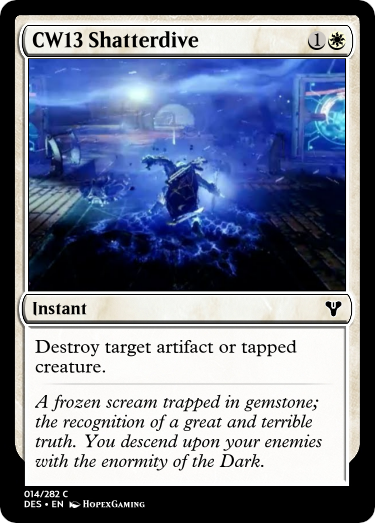 CW13 Shatterdive 1
Instant
Destroy target artifact or tapped
creature.
A frozen scream trapped in gemstone;
the recognition of a great and terrible
truth. You descend upon your enemies
with the enormity of the Dark.
014/282 C
DES • EN HopexGaming